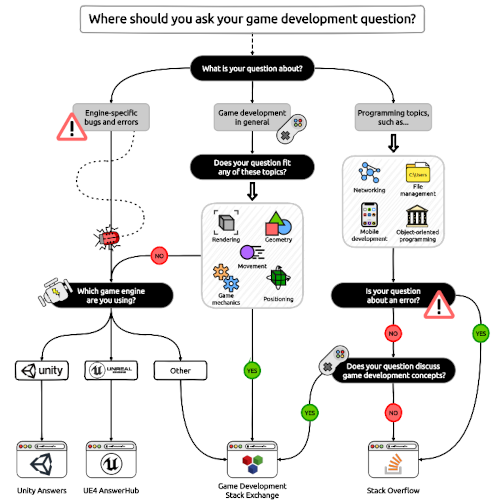 Where should you ask your game development question?
What is your question about?
Engine-specific
bugs and errors
Game development
in general
Programming topics,
such as...
Does your question fit
any of these topics?
Rendering
Geometry
Movement
Game
mechanics
Positioning
Networking
C:\Users
File
management
Mobile
development
Object-oriented
programming
NO
Which game engine
are you using?
Is your question
about an error?
NO
YES
unity
UNREAL
Other
YES
YES
Does your question discuss
game development concepts?
NO
Unity Answers
UE4 AnswerHub
Game Development
Stack Exchange
Stack Overflow